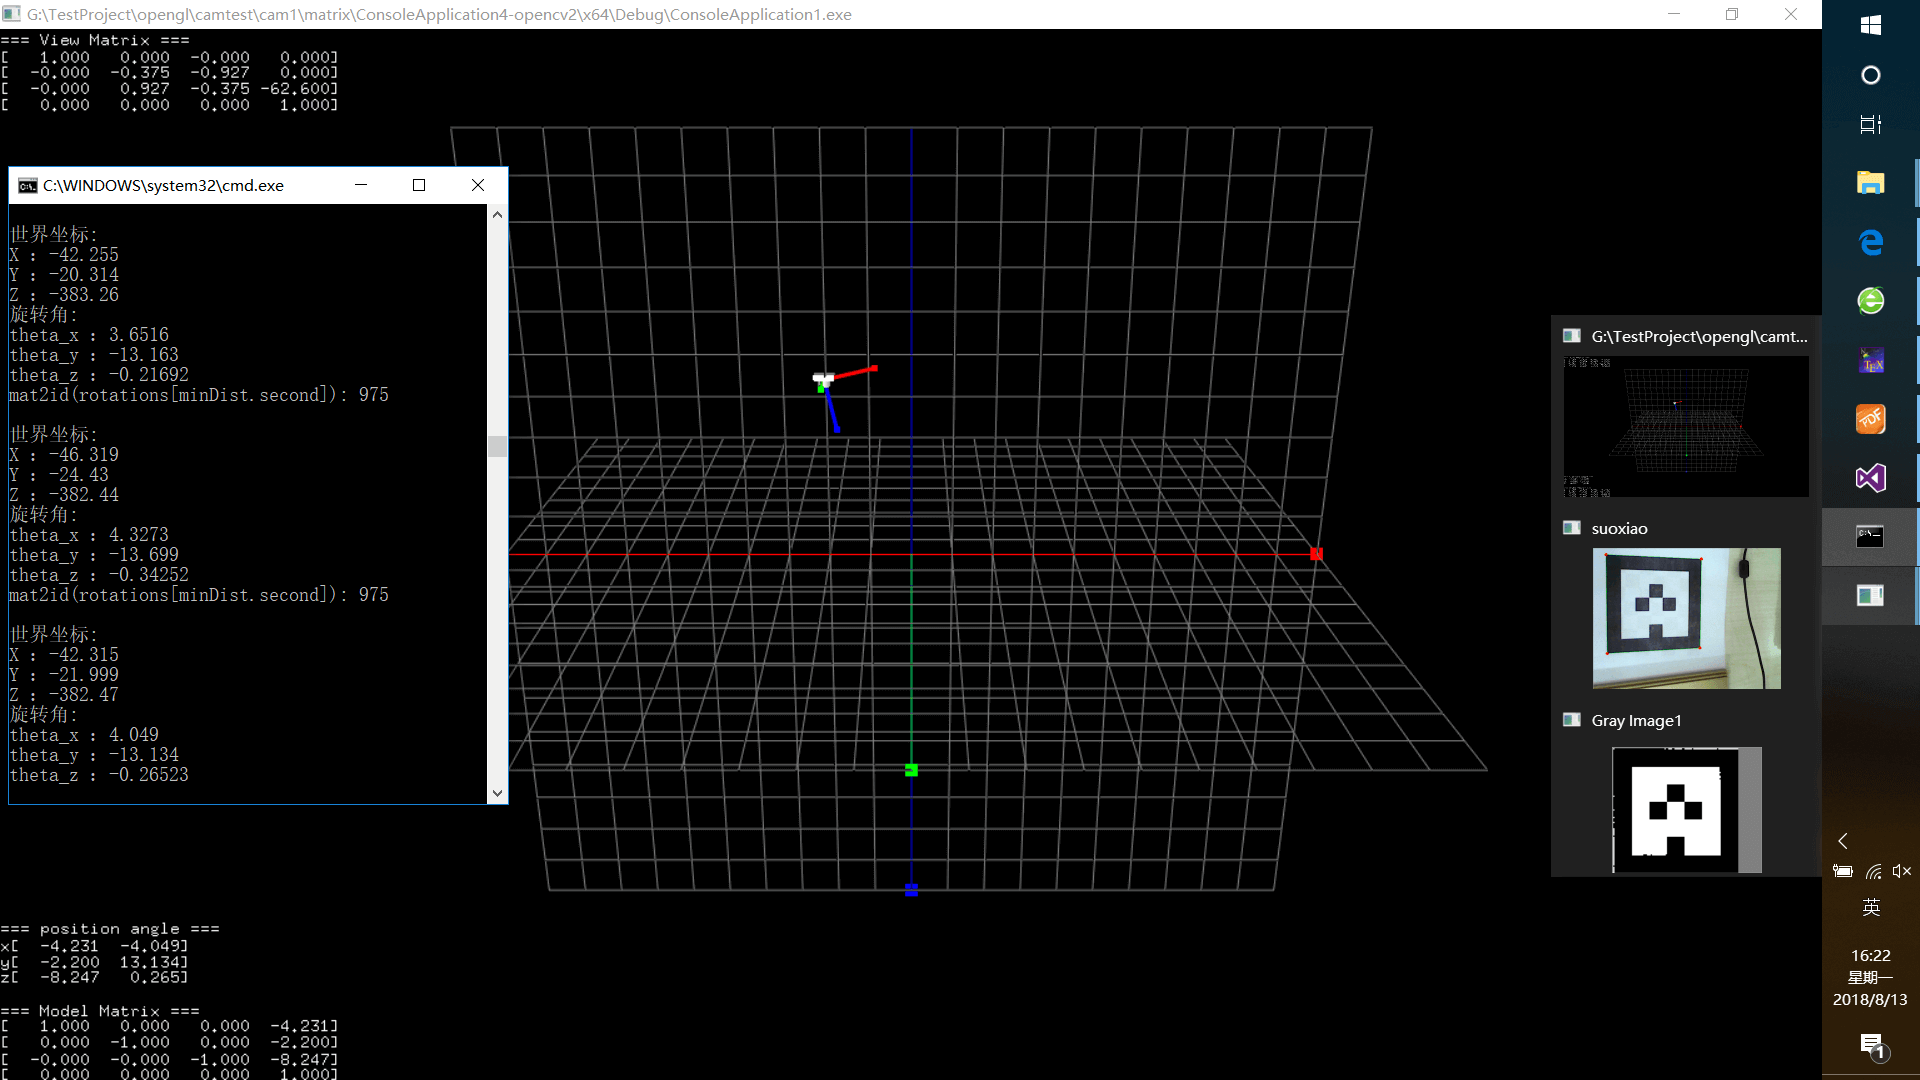 G:\TestProject\opengl\camtest\cam1\matrix\ConsoleApplication4-opencv2\x64\Debug\ConsoleApplication1.exe
=== View Matrix ===
[ 1.000 0.000 -0.000 0.000]
[ -0.000 -0.375 -0.927 0.000]
[ -0.000 0.927 -0.375 -62.600]
[ 0.000 0.000 0.000 1.000]
C:\WINDOWS\system32\cmd.exe
世界坐标:
X : -42.255
Y : -20.314
Z : -383.26
旋转角:
theta_x : 3.6516
theta_y : -13.163
theta_z : -0.21692
mat2id(rotations[minDist.second]): 975
世界坐标:
X : -46.319
Y : -24.43
Z : -382.44
旋转角:
theta_x : 4.3273
theta_y : -13.699
theta_z : -0.34252
mat2id(rotations[minDist.second]): 975
世界坐标:
X : -42.315
Y : -21.999
Z : -382.47
旋转角:
theta_x : 4.049
theta_y : -13.134
theta_z : -0.26523
=== position angle ===
x[ -4.231 -4.049]
y[ -2.200 13.134]
z[ -8.247 0.265]
=== Model Matrix ===
[ 1.000 0.000 0.000 -4.231]
[ 0.000 -1.000 0.000 -2.200]
[ -0.000 -0.000 -1.000 -8.247]
[ 0.000 0.000 0.000 1.000]
G:\TestProject\opengl\camt...
suoxiao
Gray Image1
TEX
PDF
英
16:22
星期一
2018/8/13
1